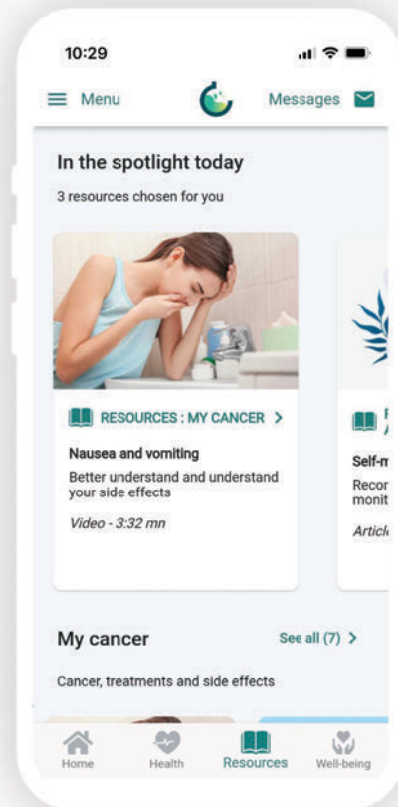 10:29
Menu
Messages
In the spotlight today
3 resources chosen for you
RESOURCES : MY CANCER
Nausea and vomiting
Better understand and understand
your side effects
Video - 3:32 mn
Self-m
Recor
monit
Article
My cancer
See all (7)
Cancer, treatments and side effects
Home
Health
Resources
Well-being